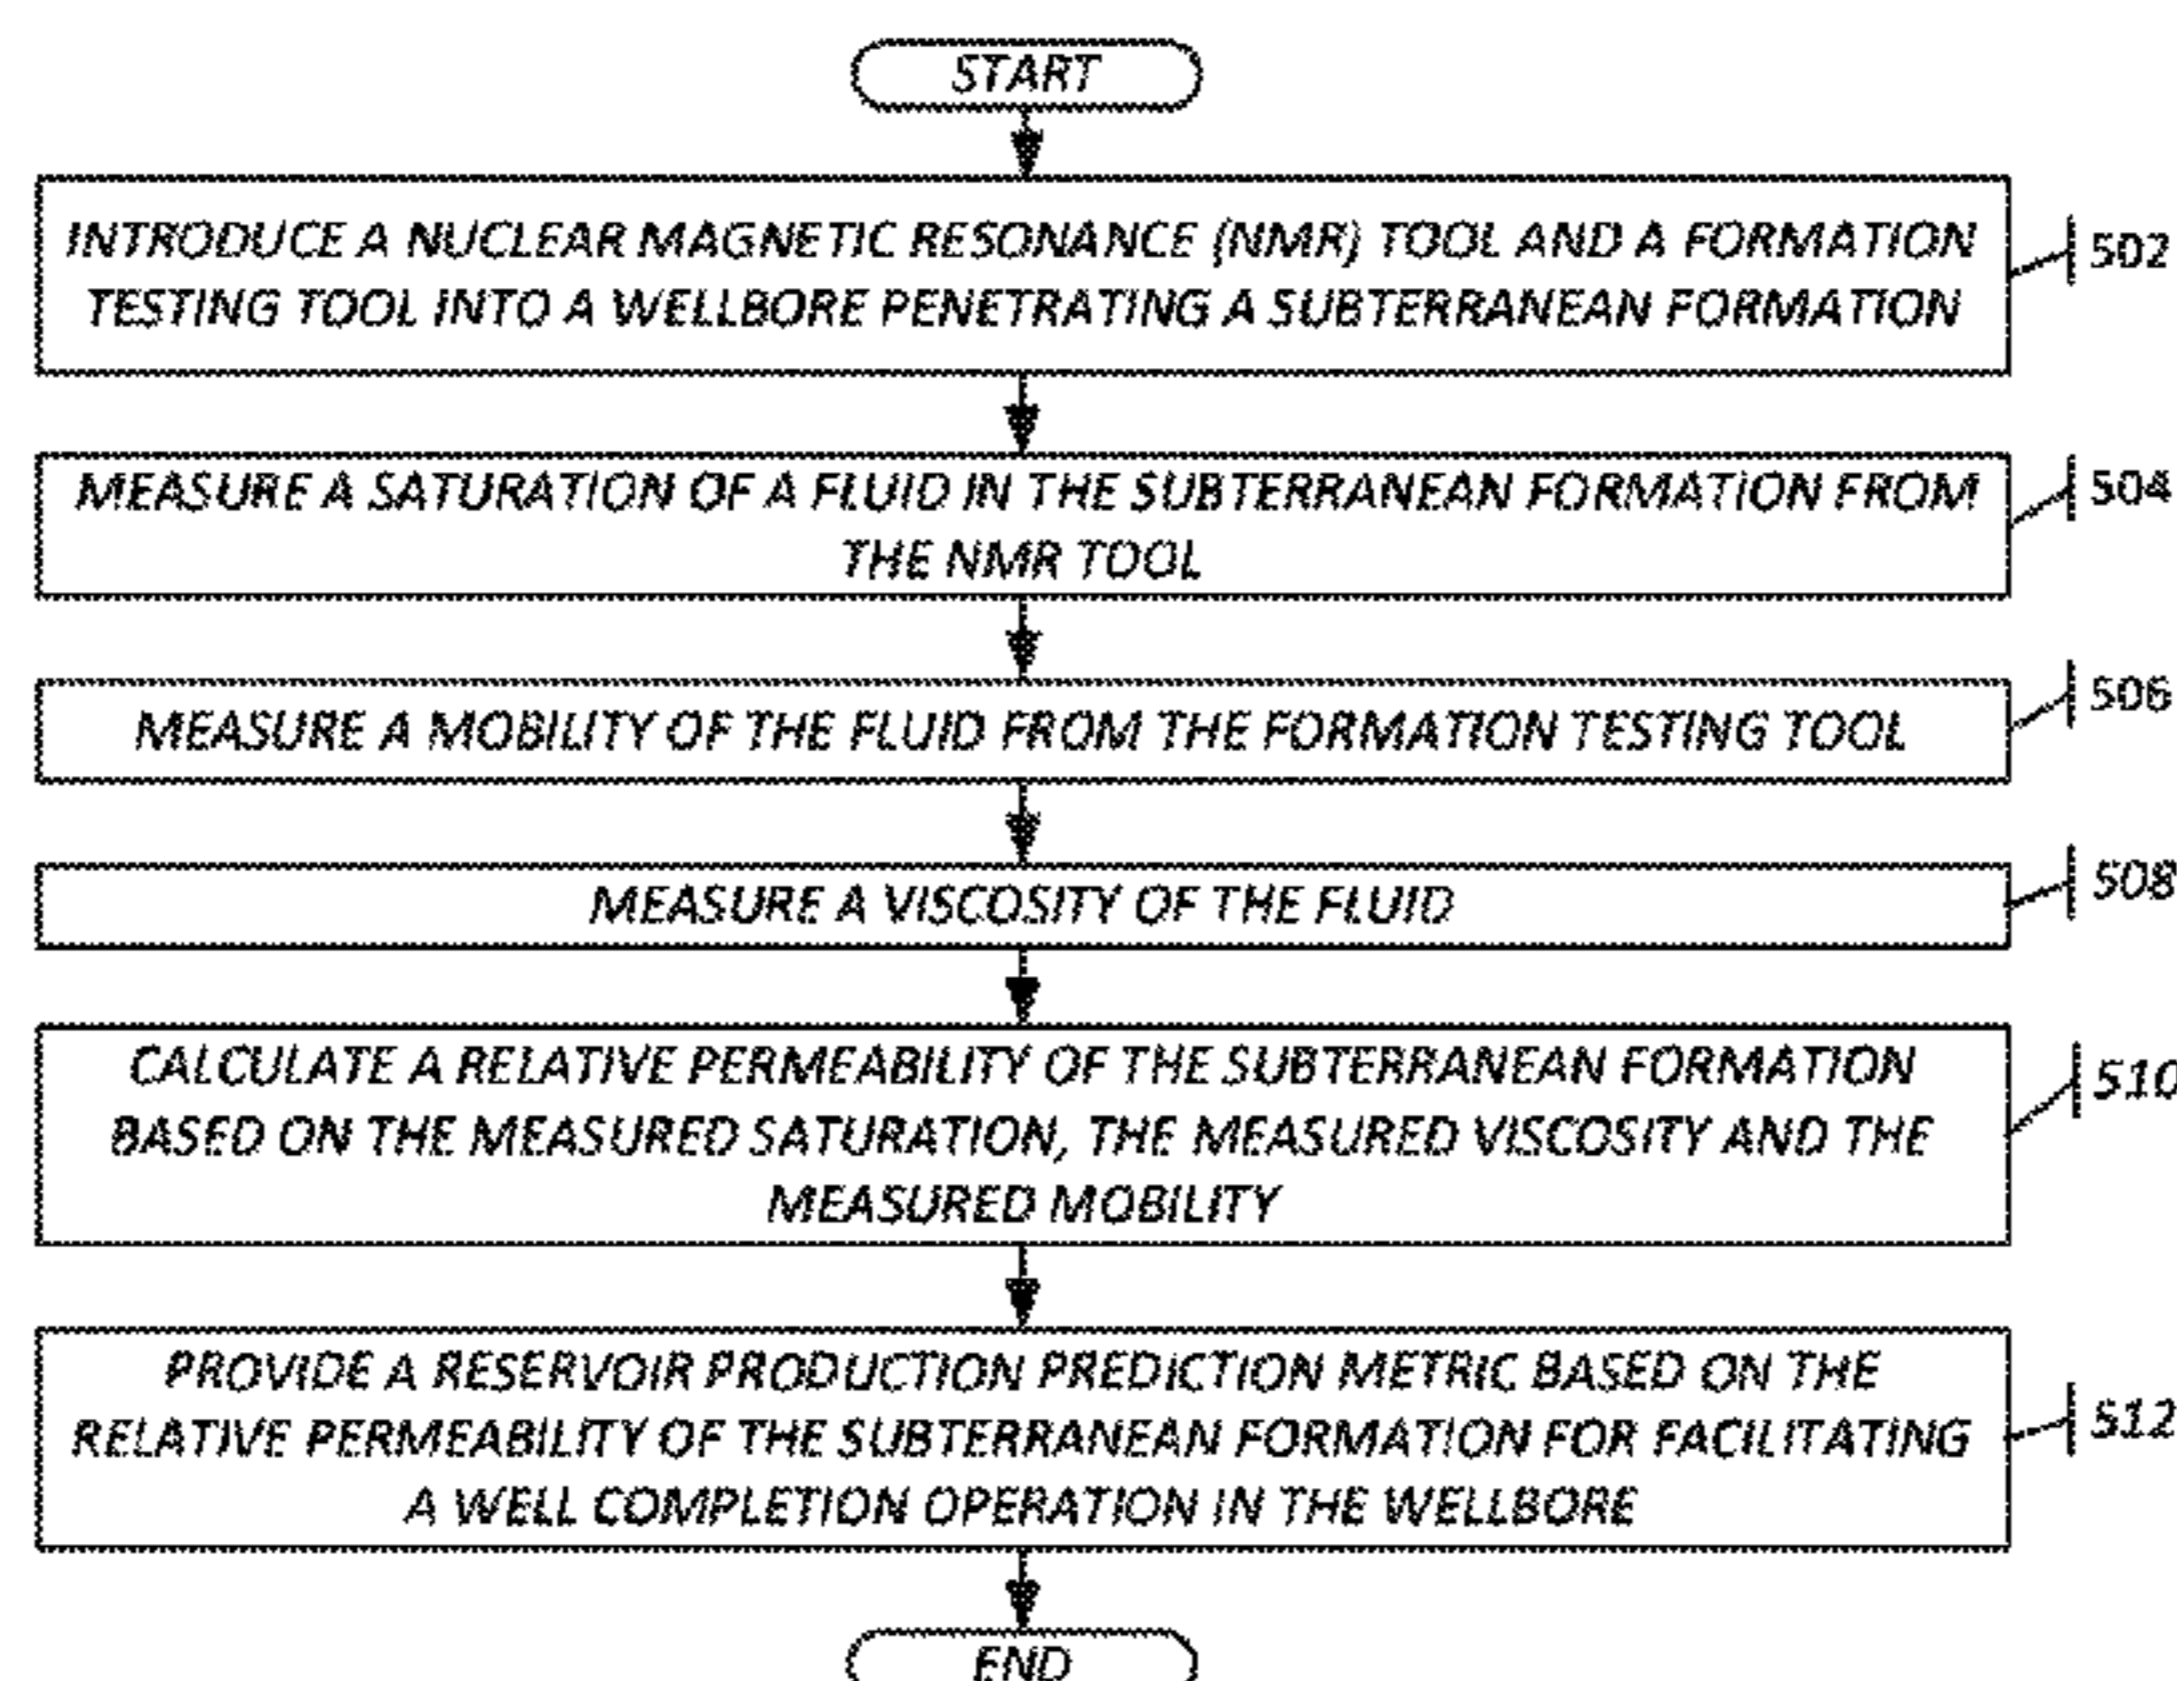 START
INTRODUCE A NUCLEAR MAGNETIC RESONANCE (NMR) TOOL AND A FORMATION
TESTING TOOL INTO A WELLBORE PENETRATING A SUBTERRANEAN FORMATION
502
MEASURE A SATURATION OF A FLUID IN THE SUBTERRANEAN FORMATION FROM
THE NMR TOOL
504
MEASURE A MOBILITY OF THE FLUID FROM THE FORMATION TESTING TOOL
506
MEASURE A VISCOSITY OF THE FLUID
508
CALCULATE A RELATIVE PERMEABILITY OF THE SUBTERRANEAN FORMATION
BASED ON THE MEASURED SATURATION, THE MEASURED VISCOSITY AND THE
MEASURED MOBILITY
510
PROVIDE A RESERVOIR PRODUCTION PREDICTION METRIC BASED ON THE
RELATIVE PERMEABILITY OF THE SUBTERRANEAN FORMATION FOR FACILITATING
A WELL COMPLETION OPERATION IN THE WELLBORE
512
END